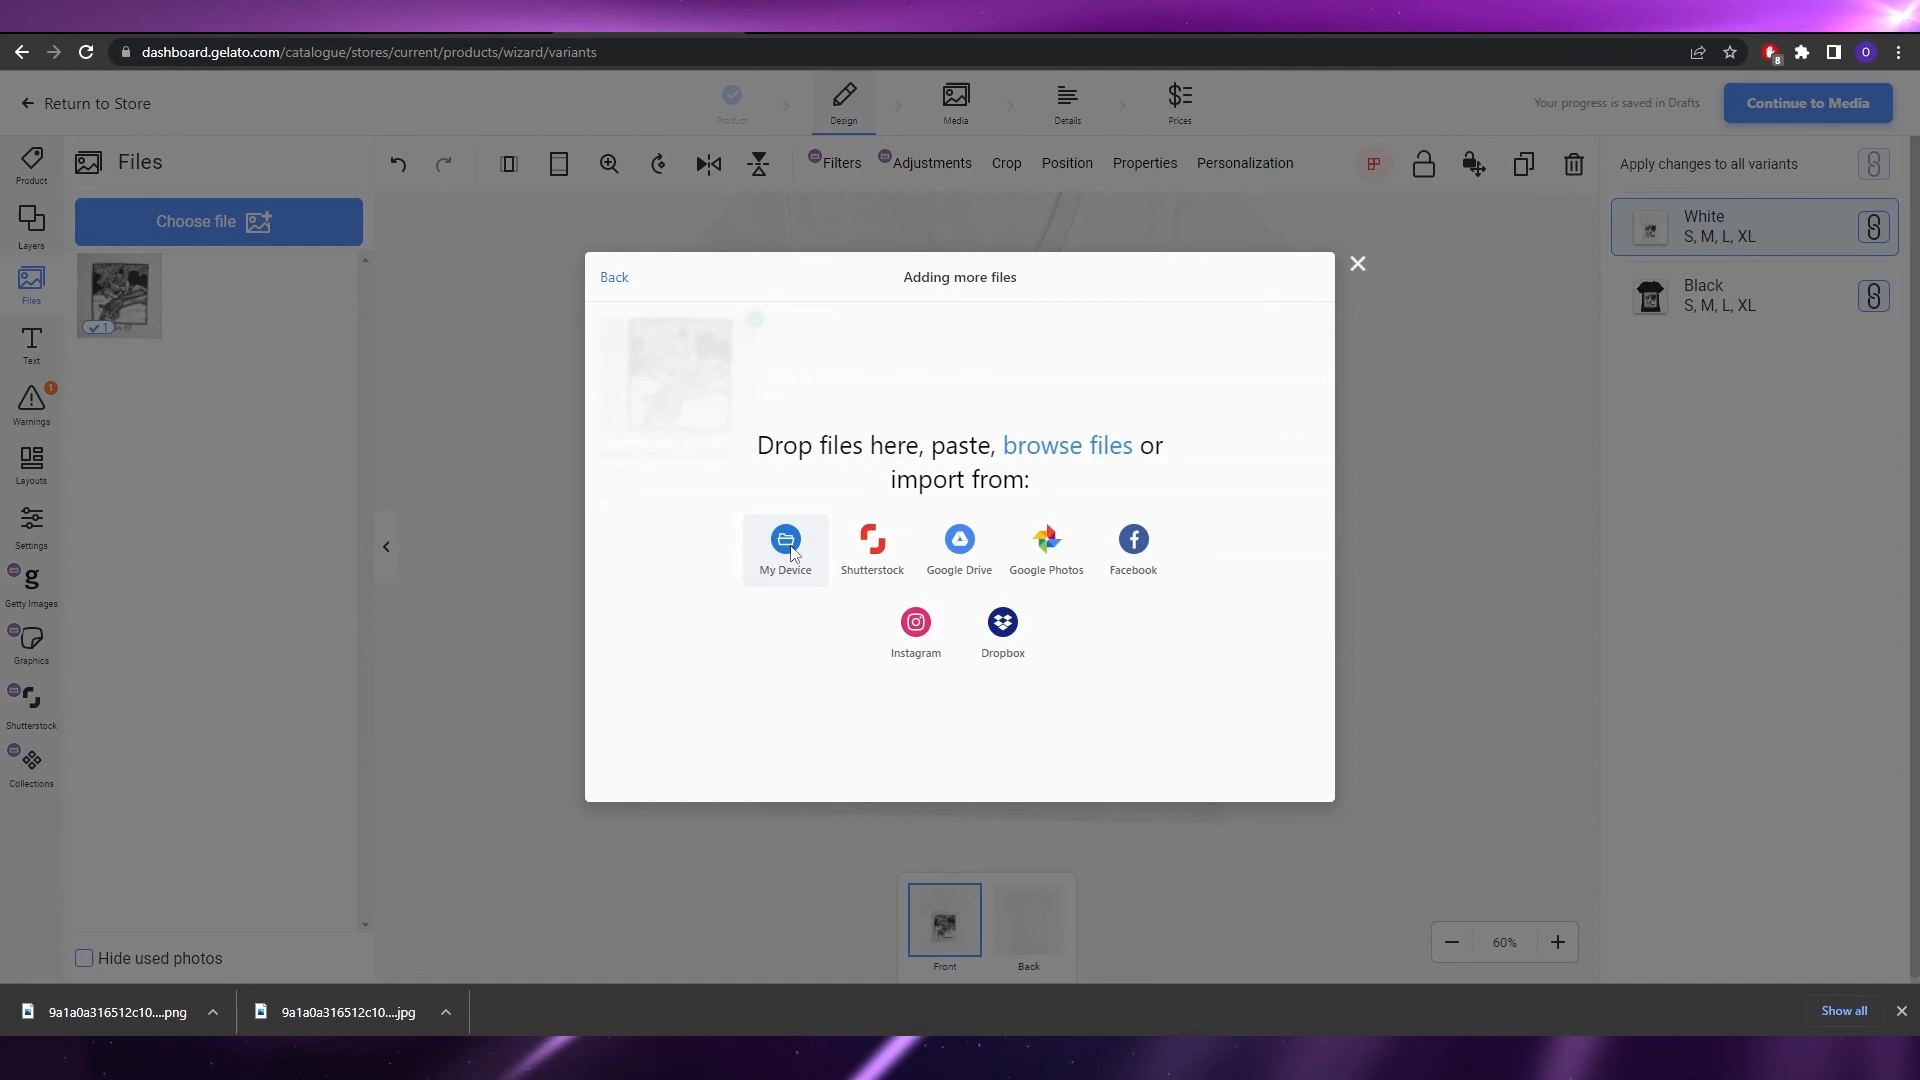 dashboard.gelato.com/catalogue/stores/current/products/wizard/variants
8
O
Return to Store
Product
Design
Media
Details
Prices
Your progress is saved in Drafts
Continue to Media
Product
Files
Filters
Adjustments
Crop
Position
Properties
Personalization
Apply changes to all variants
Choose file
White
S, M, L, XL
Layers
Back
Adding more files
Files
1
Black
S, M, L, XL
Text
1
Warnings
Drop files here, paste, browse files or
import from:
Layouts
Settings
My Device
Shutterstock
Google Drive
Google Photos
Facebook
g
Getty Images
Instagram
Dropbox
Graphics
Shutterstock
Collections
60%
Hide used photos
Front
Back
9a1a0a316512c10....png
9a1a0a316512c10....jpg
Show all